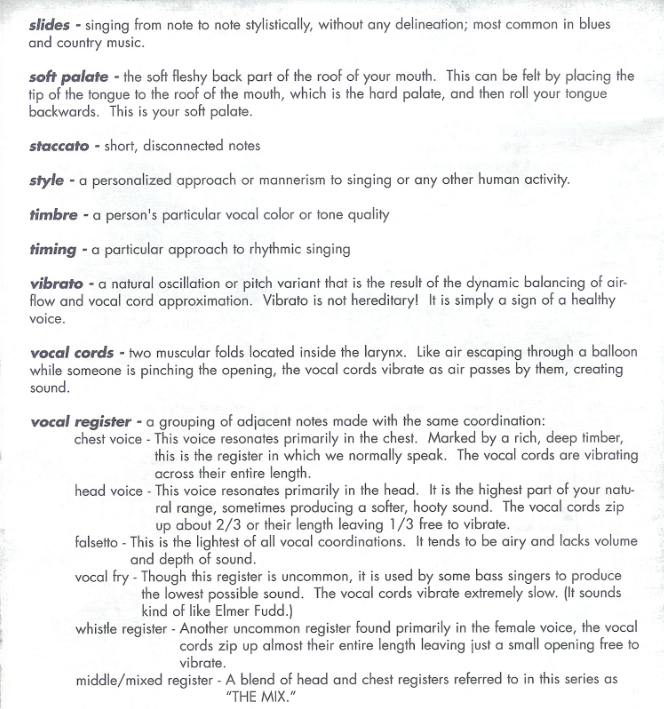 slides - singing from note to note stylistically, without any delineation; most common in blues
and country music.
soft palate - the soft fleshy back part of the roof of your mouth. This can be felt by placing the
tip of the tongue to the roof of the mouth, which is the hard palate, and then roll your tongue
backwards. This is your soft palate.
staccato - short, disconnected notes
style - a personalized approach or mannerism to singing or any other human activity.
timbre - a person's particular vocal color or tone quality
timing - a particular approach to rhythmic singing
vibrato - a natural oscillation or pitch variant that is the result of the dynamic balancing of air-
flow and vocal cord approximation. Vibrato is not hereditary! It is simply a sign of a healthy
voice.
vocal cords - two muscular folds located inside the larynx. Like air escaping through a balloon
while someone is pinching the opening, the vocal cords vibrate as air passes by them, creating
sound.
vocal register - a grouping of adjacent notes made with the same coordination:
chest voice - This voice resonates primarily in the chest. Marked by a rich, deep timber,
this is the register in which we normally speak. The vocal cords are vibrating
across their entire length.
head voice - This voice resonates primarily in the head. It is the highest part of your natu-
ral range, sometimes producing a softer, hooty sound. The vocal cords zip
up about 2/3 or their length leaving 1/3 free to vibrate.
falsetto - This is the lightest of all vocal coordinations. It tends to be airy and lacks volume
and depth of sound.
vocal fry - Though this register is uncommon, it is used by some bass singers to produce
the lowest possible sound. The vocal cords vibrate extremely slow. (It sounds
kind of like Elmer Fudd.)
whistle register - Another uncommon register found primarily in the female voice, the vocal
cords zip up almost their entire length leaving just a small opening free to
vibrate.
middle/mixed register - A blend of head and chest registers referred to in this series as
"THE MIX."